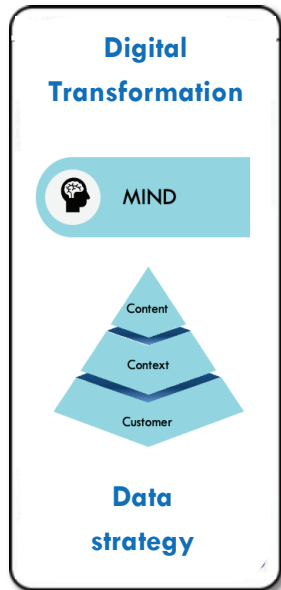 Digital
Transformation
MIND
Content
Context
Customer
Data
strategy